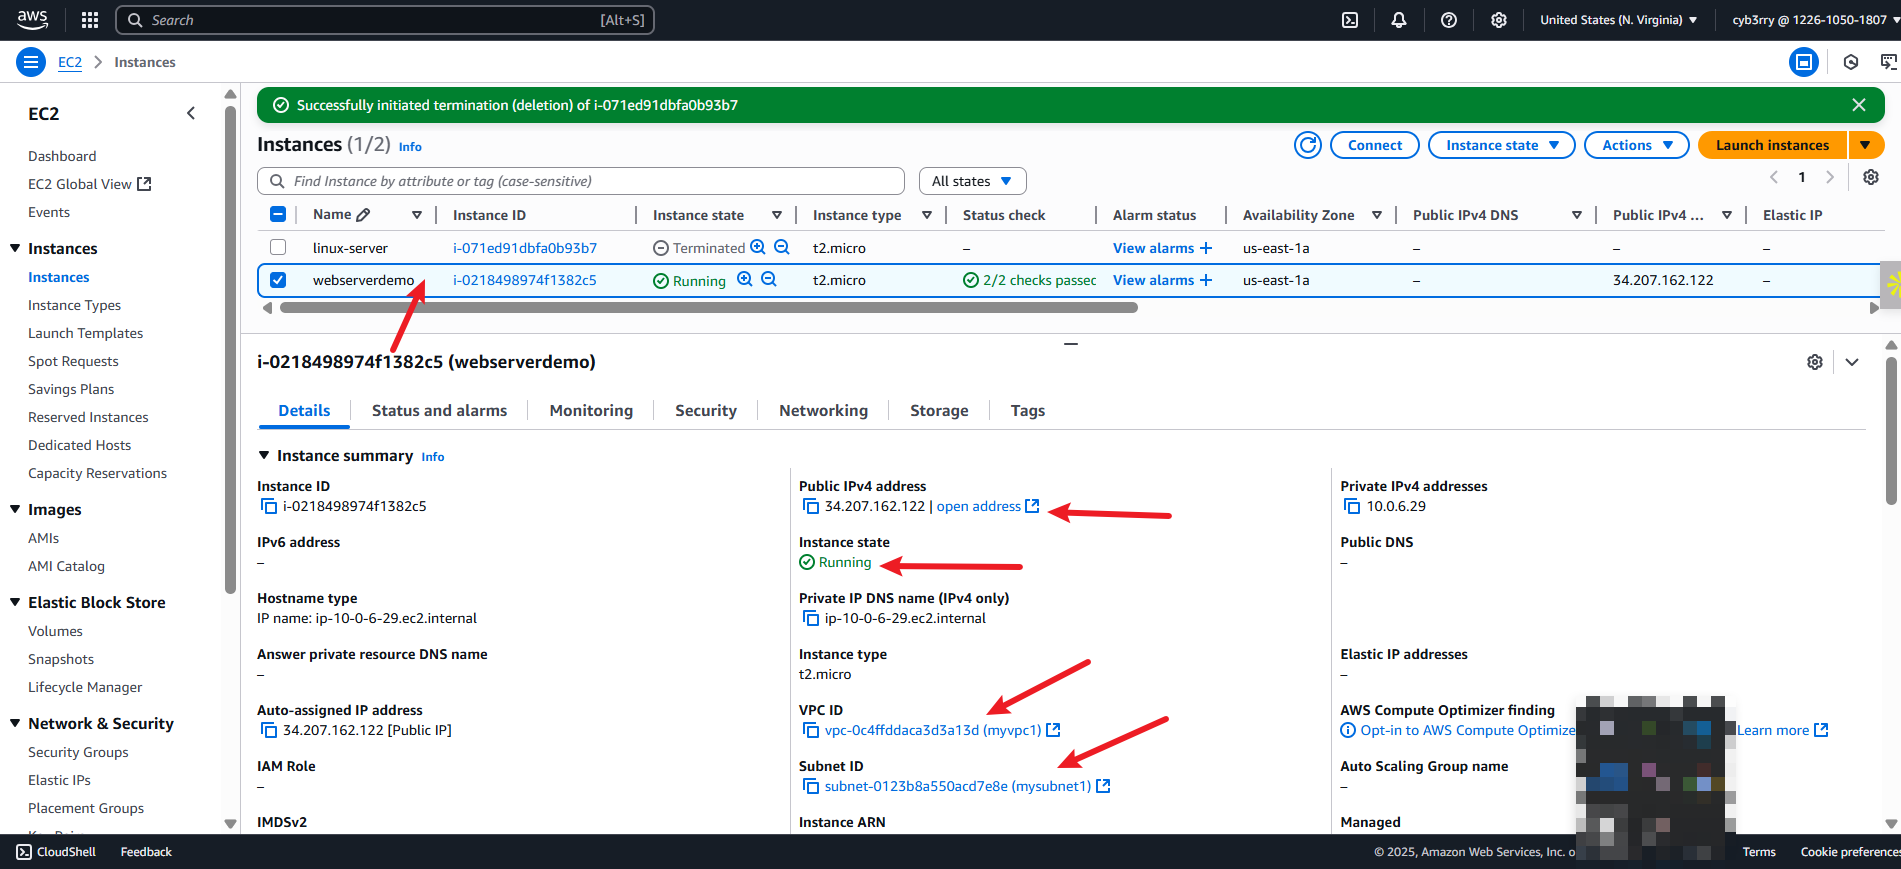 aws Search [Alt+S] United States (N. Virginia) cyb3rry @ 1226-1050-1807
EC2 Instances
EC2
Dashboard
EC2 Global View
Events
Instances
Instances
Instance Types
Launch Templates
Spot Requests
Savings Plans
Reserved Instances
Dedicated Hosts
Capacity Reservations
Images
AMIs
AMI Catalog
Elastic Block Store
Volumes
Snapshots
Lifecycle Manager
Network & Security
Security Groups
Elastic IPs
Placement Groups
Successfully initiated termination (deletion) of i-071ed91dbfa0b93b7
Instances (1/2) Info Connect Instance state Actions Launch instances
Find Instance by attribute or tag (case-sensitive) All states 1
Name Instance ID Instance state Instance type Status check Alarm status Availability Zone Public IPv4 DNS Public IPv4 ... Elastic IP
linux-server i-071ed91dbfa0b93b7 Terminated t2.micro – View alarms + us-east-1a – – –
webserverdemo i-0218498974f1382c5 Running t2.micro 2/2 checks passed View alarms + us-east-1a – 34.207.162.122 –
i-0218498974f1382c5 (webserverdemo)
Details Status and alarms Monitoring Security Networking Storage Tags
Instance summary Info
Instance ID
i-0218498974f1382c5
IPv6 address
–
Hostname type
IP name: ip-10-0-6-29.ec2.internal
Answer private resource DNS name
–
Auto-assigned IP address
34.207.162.122 [Public IP]
IAM Role
–
IMDSv2
Public IPv4 address
34.207.162.122 | open address
Instance state
Running
Private IP DNS name (IPv4 only)
ip-10-0-6-29.ec2.internal
Instance type
t2.micro
VPC ID
vpc-0c4ffddaca3d3a13d (myvpc1)
Subnet ID
subnet-0123b8a550acd7e8e (mysubnet1)
Instance ARN
Private IPv4 addresses
10.0.6.29
Public DNS
–
Elastic IP addresses
–
AWS Compute Optimizer finding
Opt-in to AWS Compute Optimize Learn more
Auto Scaling Group name
–
Managed
CloudShell Feedback © 2025, Amazon Web Services, Inc. o Terms Cookie preferences